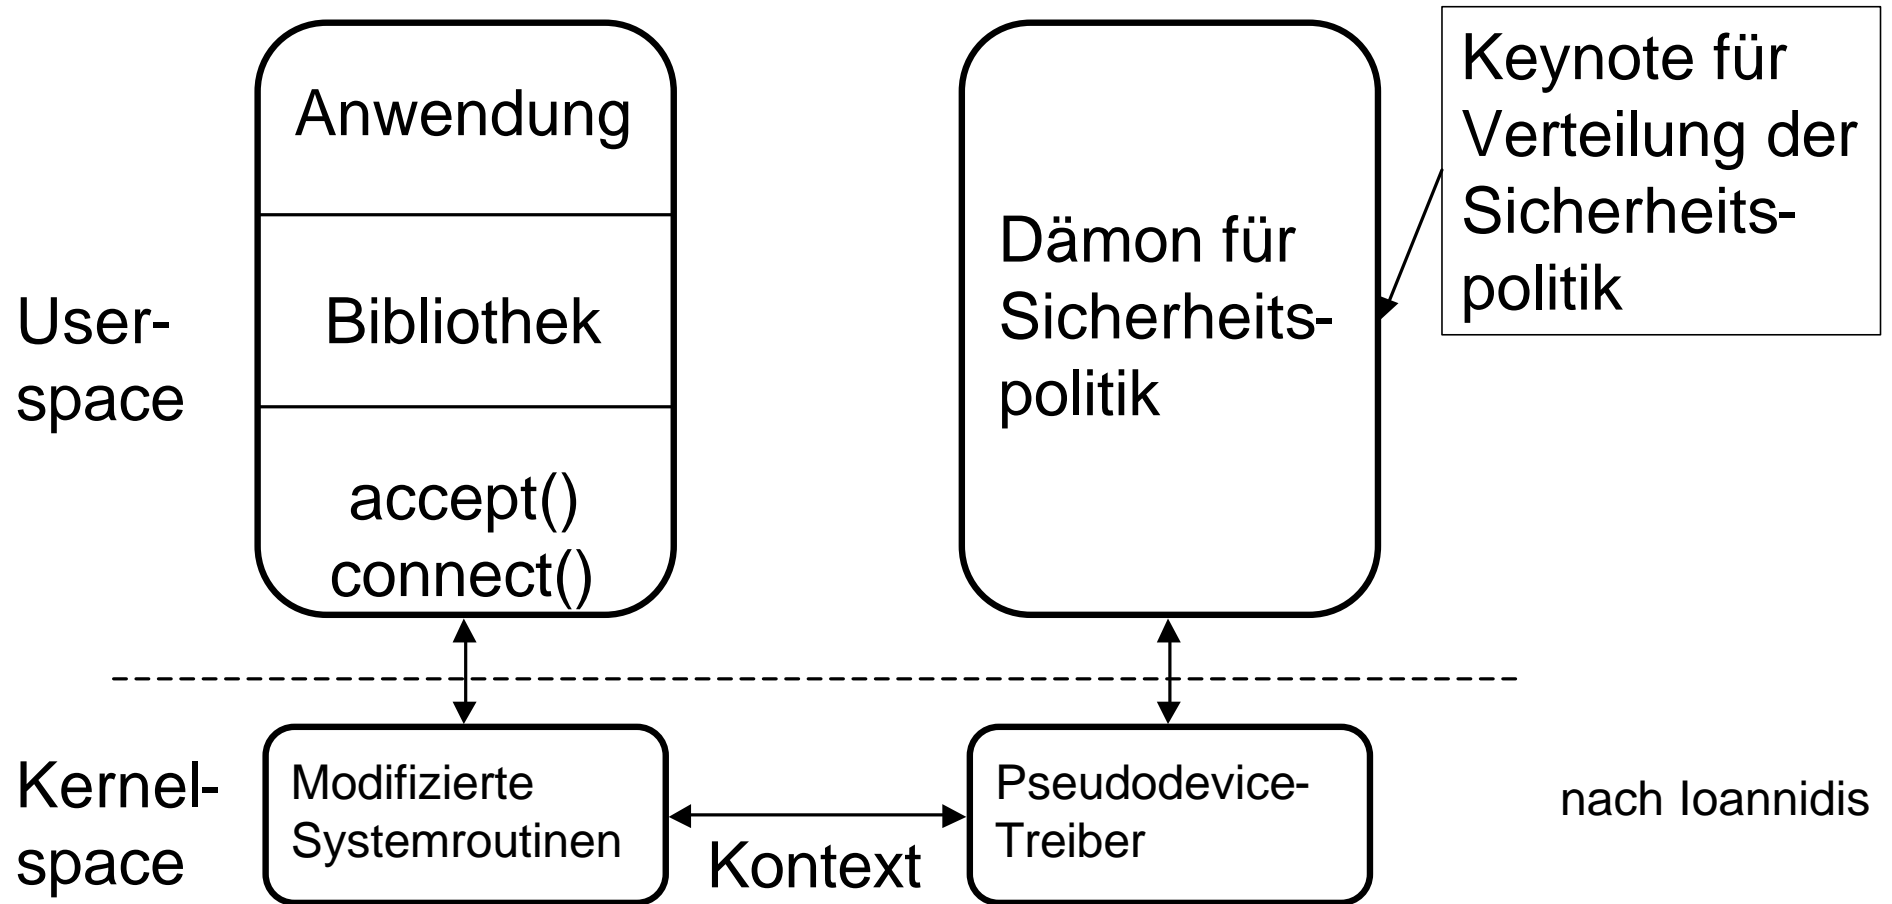 Anwendung
Bibliothek
accept()
connect()
Dämon für
Sicherheits-
politik
Keynote für
Verteilung der
Sicherheits-
politik
User-
space
Kernel-
space
Modifizierte
Systemroutinen
Kontext
Pseudodevice-
Treiber
nach Ioannidis